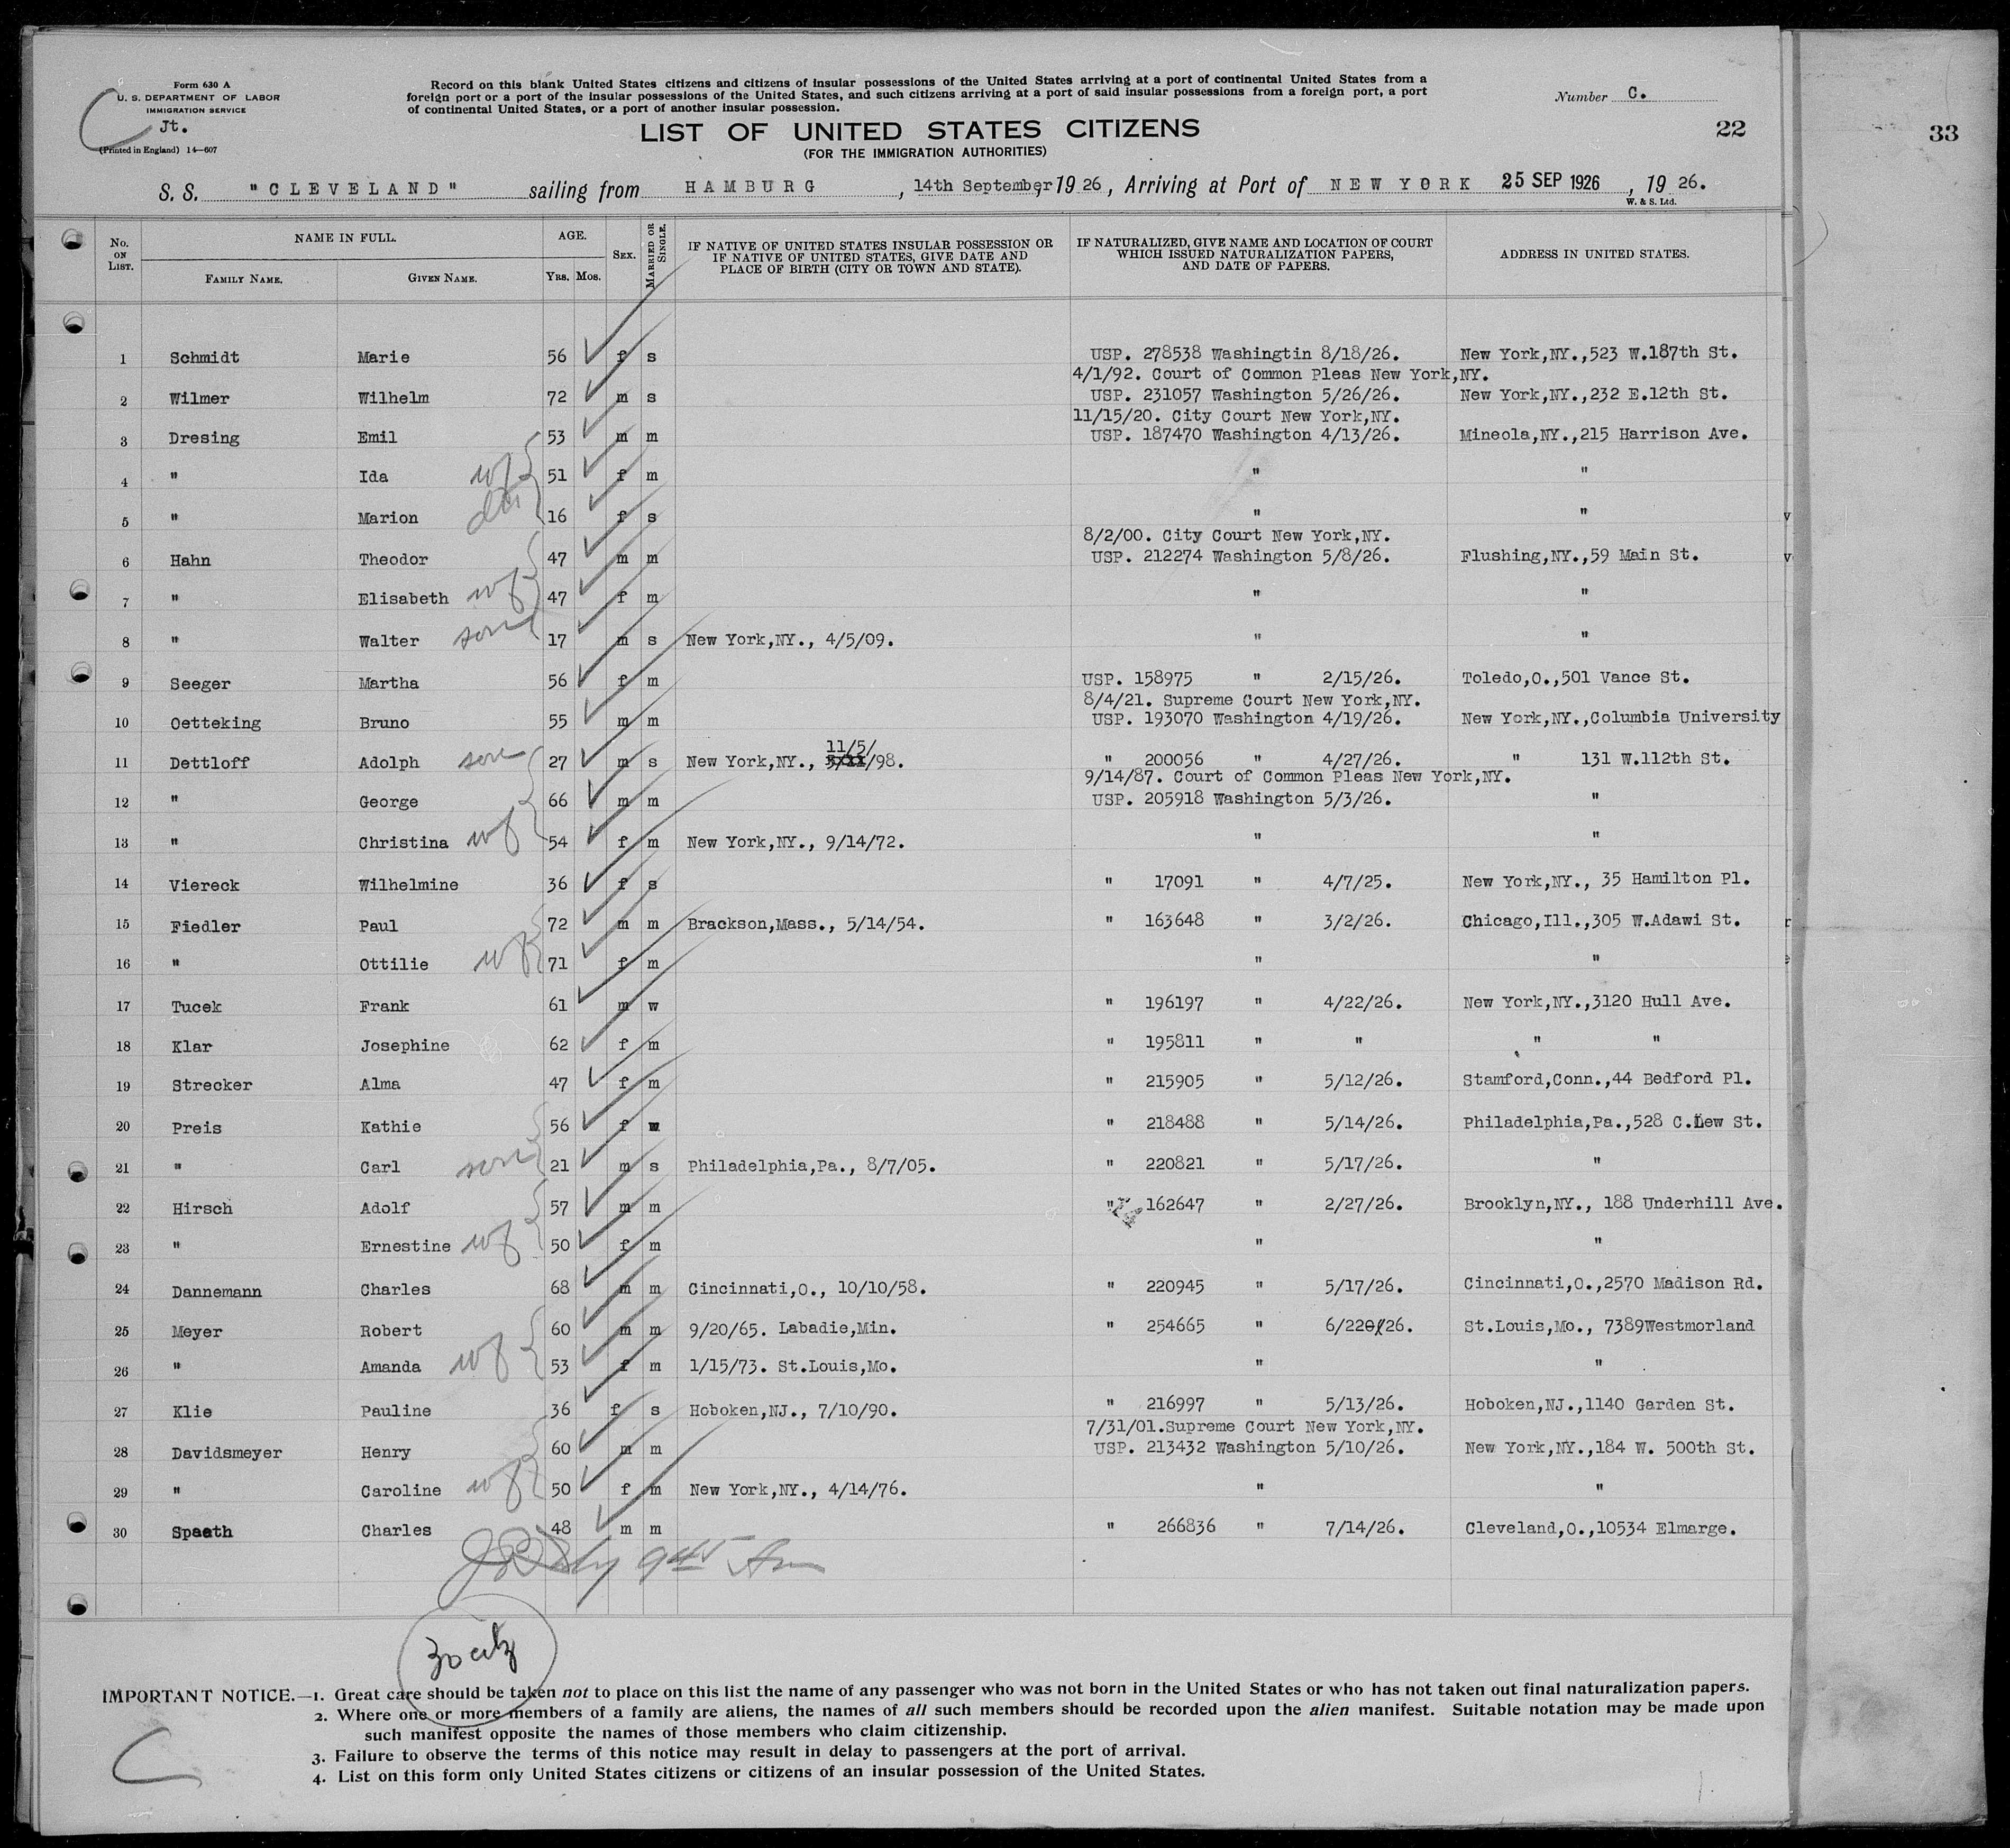 Form 630 A
U. S. DEPARTMENT OF LABOR
IMMIGRATION SERVICE
Jt.
(Printed in England) 14—607
Record on this blank United States citizens and citizens of insular possessions of the United States arriving at a port of continental United States from a
foreign port or a port of the insular possessions of the United States, and such citizens arriving at a port of said insular possessions from a foreign port, a port
of continental United States, or a port of another insular possession.
Number C.
LIST OF UNITED STATES CITIZENS
(FOR THE IMMIGRATION AUTHORITIES)
22
33
S. S. "CLEVELAND" sailing from HAMBURG, 14th September, 1926, Arriving at Port of NEW YORK 25 SEP 1926, 19 26.
W. & S. Ltd.
No. ON LIST. NAME IN FULL. FAMILY NAME. GIVEN NAME. AGE. YRS. MOS. SEX. MARRIED OR SINGLE. IF NATIVE OF UNITED STATES INSULAR POSSESSION OR IF NATIVE OF UNITED STATES, GIVE DATE AND PLACE OF BIRTH (CITY OR TOWN AND STATE). IF NATURALIZED, GIVE NAME AND LOCATION OF COURT WHICH ISSUED NATURALIZATION PAPERS, AND DATE OF PAPERS. ADDRESS IN UNITED STATES.
1 Schmidt Marie 56 f s USP. 278538 Washingtin 8/18/26. New York,NY.,523 W.187th St.
4/1/92. Court of Common Pleas New York,NY.
2 Wilmer Wilhelm 72 m s USP. 231057 Washington 5/26/26. New York,NY.,232 E.12th St.
11/15/20. City Court New York,NY.
3 Dresing Emil 53 m m USP. 187470 Washington 4/13/26. Mineola,NY.,215 Harrison Ave.
4 " Ida wf 51 f m " "
5 " Marion 16 f s " "
8/2/00. City Court New York,NY.
6 Hahn Theodor 47 m m USP. 212274 Washington 5/8/26. Flushing,NY.,59 Main St.
7 " Elisabeth wf 47 f m " "
8 " Walter son 17 m s New York,NY., 4/5/09. " "
9 Seeger Martha 56 f m USP. 158975 " 2/15/26. Toledo,O.,501 Vance St.
8/4/21. Supreme Court New York,NY.
10 Oetteking Bruno 55 m m USP. 193070 Washington 4/19/26. New York,NY.,Columbia University
11/5/
11 Dettloff Adolph son 27 m s New York,NY., 5/11/98. " 200056 " 4/27/26. " 131 W.112th St.
9/14/87. Court of Common Pleas New York,NY.
12 " George 66 m m USP. 205918 Washington 5/3/26. "
13 " Christina wf 54 f m New York,NY., 9/14/72. " "
14 Viereck Wilhelmine 36 f s " 17091 " 4/7/25. New York,NY., 35 Hamilton Pl.
15 Fiedler Paul 72 m m Brackson,Mass., 5/14/54. " 163648 " 3/2/26. Chicago,Ill.,305 W.Adawi St.
16 " Ottilie wf 71 f m " "
17 Tucek Frank 61 m w " 196197 " 4/22/26. New York,NY.,3120 Hull Ave.
18 Klar Josephine 62 f m " 195811 " " " "
19 Strecker Alma 47 f m " 215905 " 5/12/26. Stamford,Conn.,44 Bedford Pl.
20 Preis Kathie 56 f w " 218488 " 5/14/26. Philadelphia,Pa.,528 C.Lew St.
21 " Carl son 21 m s Philadelphia,Pa., 8/7/05. " 220821 " 5/17/26. "
22 Hirsch Adolf 57 m m " 162647 " 2/27/26. Brooklyn,NY., 188 Underhill Ave.
23 " Ernestine wf 50 f m " "
24 Dannemann Charles 68 m m Cincinnati,O., 10/10/58. " 220945 " 5/17/26. Cincinnati,O.,2570 Madison Rd.
25 Meyer Robert 60 m m 9/20/65. Labadie,Min. " 254665 " 6/22/26. St.Louis,Mo., 7389Westmorland
26 " Amanda wf 53 f m 1/15/73. St.Louis,Mo. " "
27 Klie Pauline 36 f s Hoboken,NJ., 7/10/90. " 216997 " 5/13/26. Hoboken,NJ.,1140 Garden St.
7/31/01.Supreme Court New York,NY.
28 Davidsmeyer Henry 60 m m USP. 213432 Washington 5/10/26. New York,NY.,184 W. 500th St.
29 " Caroline wf 50 f m New York,NY., 4/14/76. " "
30 Spaeth Charles 48 m m " 266836 " 7/14/26. Cleveland,O.,10534 Elmarge.
30 citz
IMPORTANT NOTICE.—1. Great care should be taken not to place on this list the name of any passenger who was not born in the United States or who has not taken out final naturalization papers.
2. Where one or more members of a family are aliens, the names of all such members should be recorded upon the alien manifest. Suitable notation may be made upon
such manifest opposite the names of those members who claim citizenship.
3. Failure to observe the terms of this notice may result in delay to passengers at the port of arrival.
4. List on this form only United States citizens or citizens of an insular possession of the United States.